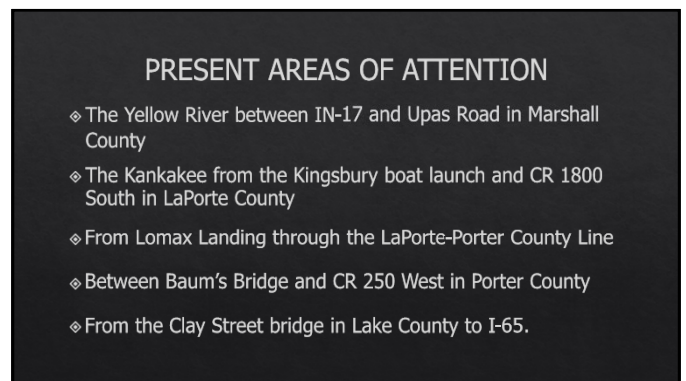 PRESENT AREAS OF ATTENTION
The Yellow River between IN-17 and Upas Road in Marshall
County
The Kankakee from the Kingsbury boat launch and CR 1800
South in LaPorte County
From Lomax Landing through the LaPorte-Porter County Line
Between Baum's Bridge and CR 250 West in Porter County
From the Clay Street bridge in Lake County to I-65.